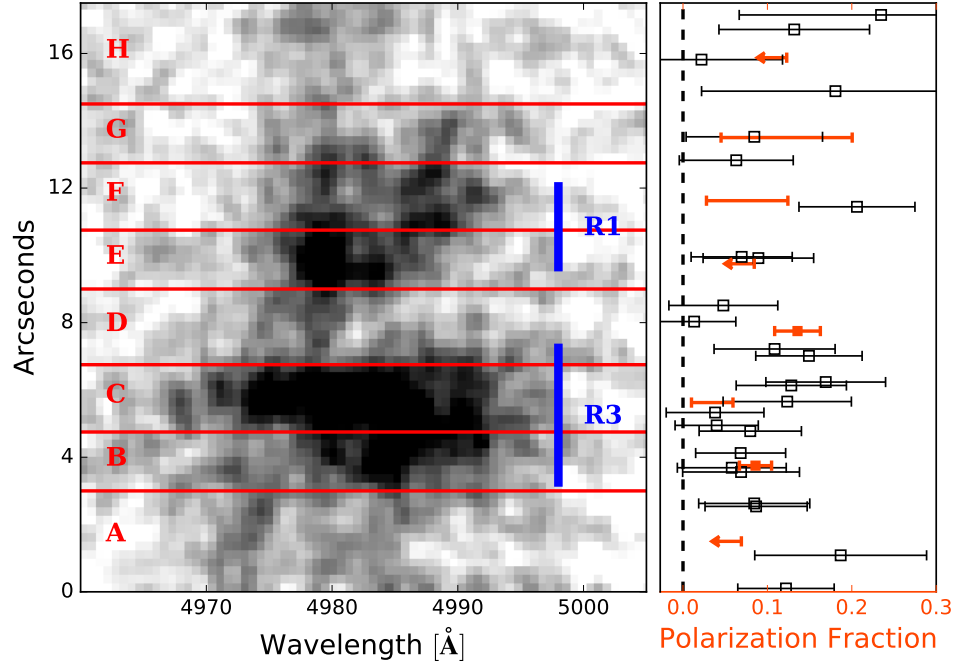 16
H
G
12
F
R1
E
Arcseconds
8
D
C
R3
4
B
A
0
4970 4980 4990 5000
0.0 0.1 0.2 0.3
Wavelength [Å]
Polarization Fraction